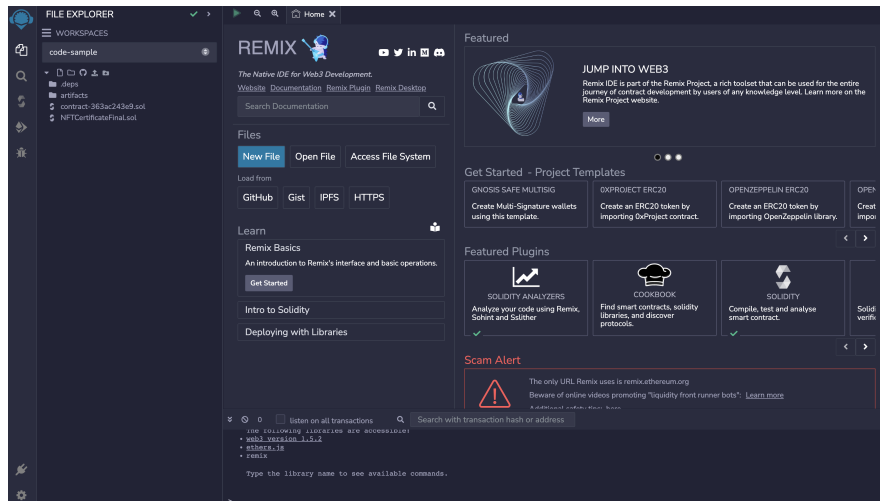 FILE EXPLORER
WORKSPACES
code-sample
.deps
artifacts
contract-363ac243e9.sol
NFTCertificateFinal.sol
Home
REMIX
The Native IDE for Web3 Development.
Website Documentation Remix Plugin Remix Desktop
Search Documentation
Files
New File Open File Access File System
Load from
GitHub Gist IPFS HTTPS
Learn
Remix Basics
An introduction to Remix's interface and basic operations.
Get Started
Intro to Solidity
Deploying with Libraries
Featured
JUMP INTO WEB3
Remix IDE is part of the Remix Project, a rich toolset that can be used for the entire
journey of contract development by users of any knowledge level. Learn more on the
Remix Project website.
More
Get Started - Project Templates
GNOSIS SAFE MULTISIG
Create Multi-Signature wallets
using this template.
0XPROJECT ERC20
Create an ERC20 token by
importing 0xProject contract.
OPENZEPPELIN ERC20
Create an ERC20 token by
importing OpenZeppelin library.
Featured Plugins
SOLIDITY ANALYZERS
Analyze your code using Remix,
Solhint and Sslither
COOKBOOK
Find smart contracts, solidity
libraries, and discover
protocols.
SOLIDITY
Compile, test and analyse
smart contract.
Scam Alert
The only URL Remix uses is remix.ethereum.org
Beware of online videos promoting "liquidity front runner bots": Learn more
Additional safety tips: here
0 listen on all transactions Search with transaction hash or address
The following libraries are accessible:
• web3 version 1.5.2
• ethers.js
• remix
Type the library name to see available commands.
>